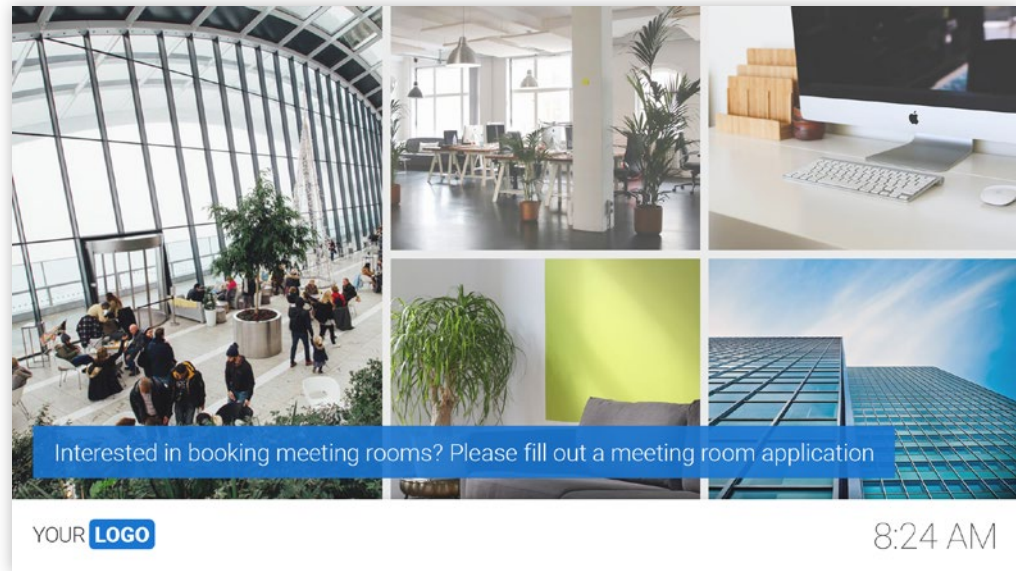 Interested in booking meeting rooms? Please fill out a meeting room application
YOUR LOGO
8:24 AM